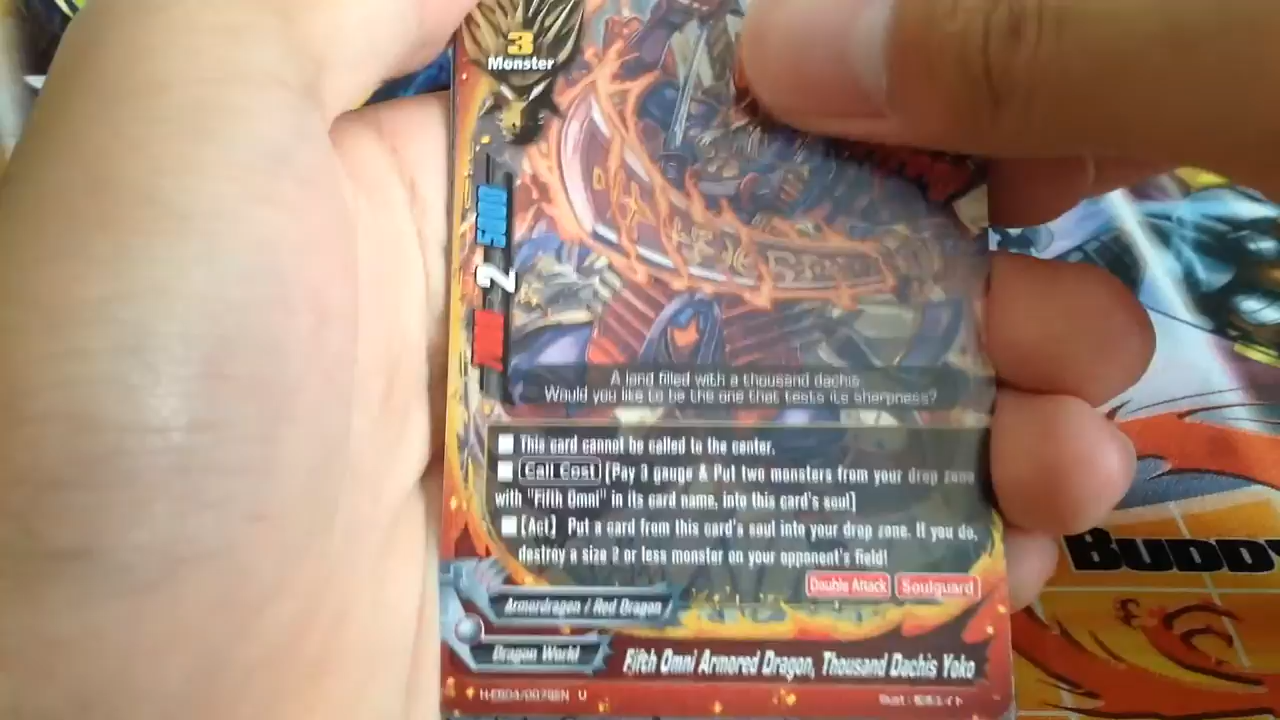 3
Monster
2
A land filled with a thousand dachis
Would you like to be the one that tests its sharpness?
■ This card cannot be called to the center.
■ Call Cost [Pay 3 gauge & Put two monsters from your drop zone
with "Fifth Omni" in its card name, into this card's soul]
■ [Act] Put a card from this card's soul into your drop zone. If you do,
destroy a size 2 or less monster on your opponent's field!
Double Attack Soulguard
Armordragon / Red Dragon /
Dragon World
Fifth Omni Armored Dragon, Thousand Dachis Yoko
U
BUDDY